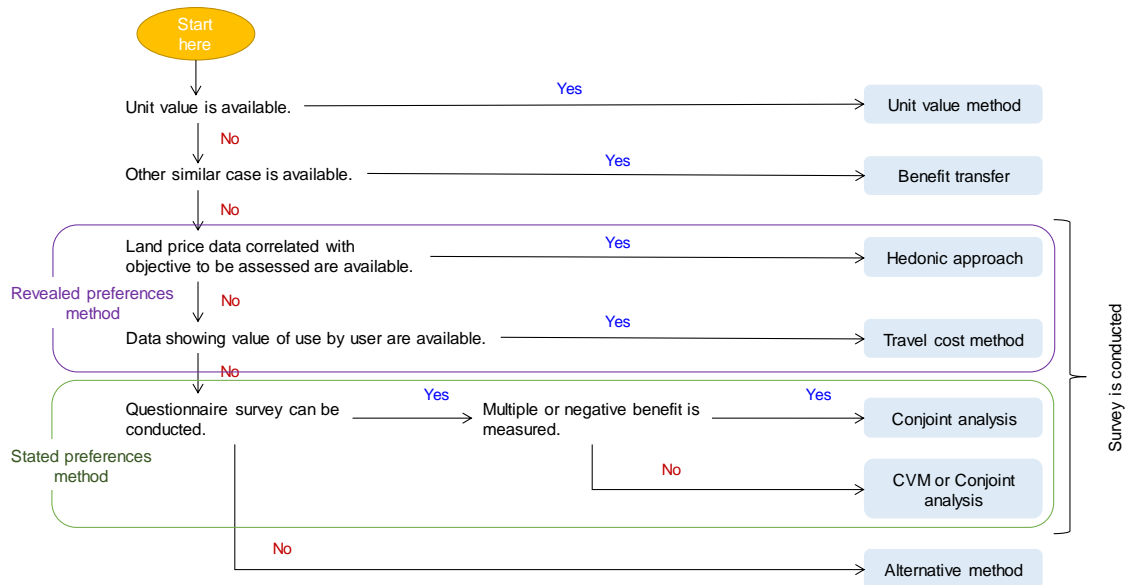 Start
here
Yes
Unit value is available.
Unit value method
No
Yes
Other similar case is available.
Benefit transfer
No
Land price data correlated with
objective to be assessed are available.
Yes
Hedonic approach
Revealed preferences
method
No
Yes
Data showing value of use by user are available.
Travel cost method
No
Questionnaire survey can be
conducted.
Yes
Multiple or negative benefit is
measured.
Yes
Conjoint analysis
Stated preferences
method
No
CVM or Conjoint
analysis
No
Alternative method
Survey is conducted